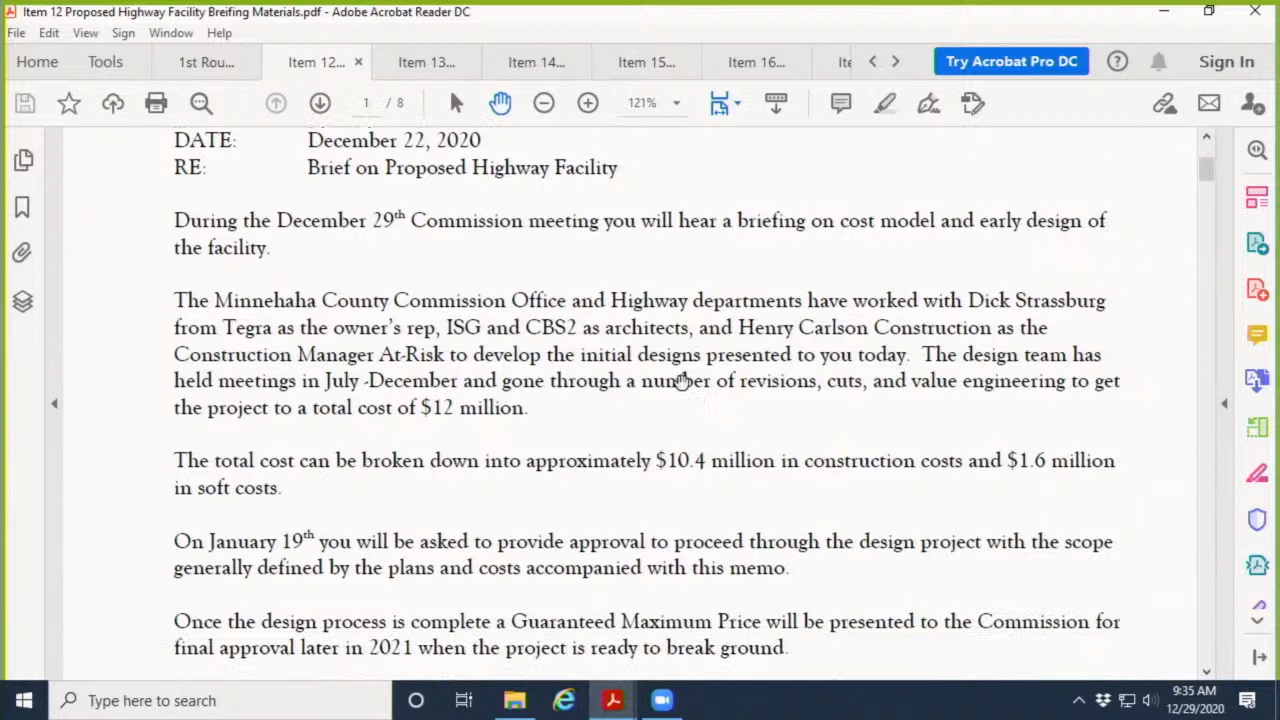 Item 12 Proposed Highway Facility Breifing Materials.pdf - Adobe Acrobat Reader DC
File Edit View Sign Window Help
Home Tools 1st Rou... Item 12... × Item 13... Item 14... Item 15... Item 16... Ite Try Acrobat Pro DC Sign In
1 / 8 121%
DATE: December 22, 2020
RE: Brief on Proposed Highway Facility
During the December 29th Commission meeting you will hear a briefing on cost model and early design of
the facility.
The Minnehaha County Commission Office and Highway departments have worked with Dick Strassburg
from Tegra as the owner's rep, ISG and CBS2 as architects, and Henry Carlson Construction as the
Construction Manager At-Risk to develop the initial designs presented to you today. The design team has
held meetings in July -December and gone through a number of revisions, cuts, and value engineering to get
the project to a total cost of $12 million.
The total cost can be broken down into approximately $10.4 million in construction costs and $1.6 million
in soft costs.
On January 19th you will be asked to provide approval to proceed through the design project with the scope
generally defined by the plans and costs accompanied with this memo.
Once the design process is complete a Guaranteed Maximum Price will be presented to the Commission for
final approval later in 2021 when the project is ready to break ground.
Type here to search
9:35 AM
12/29/2020